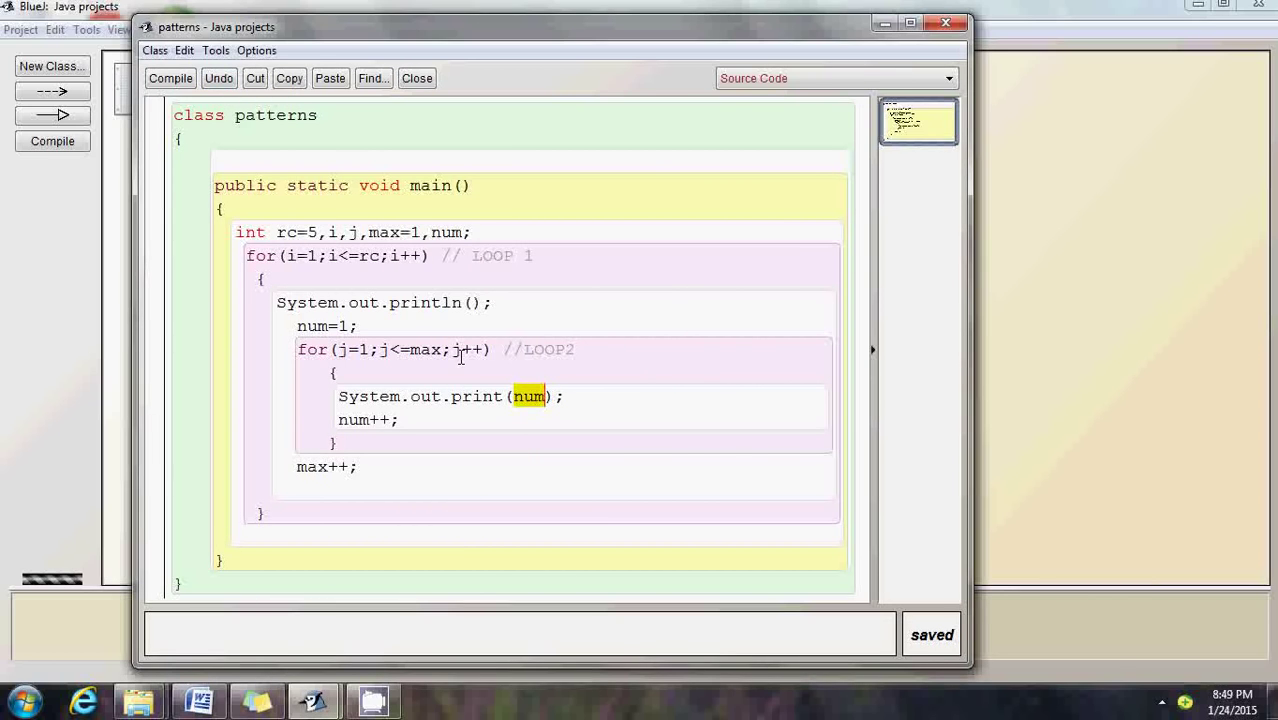 BlueJ: Java projects
Project Edit Tools View
New Class...
Compile
patterns - Java projects
Class Edit Tools Options
Compile Undo Cut Copy Paste Find... Close Source Code
class patterns
{
public static void main()
{
int rc=5,i,j,max=1,num;
for(i=1;i<=rc;i++) // LOOP 1
{
System.out.println();
num=1;
for(j=1;j<=max;j++) //LOOP2
{
System.out.print(num);
num++;
}
max++;
}
}
}
saved
8:49 PM
1/24/2015